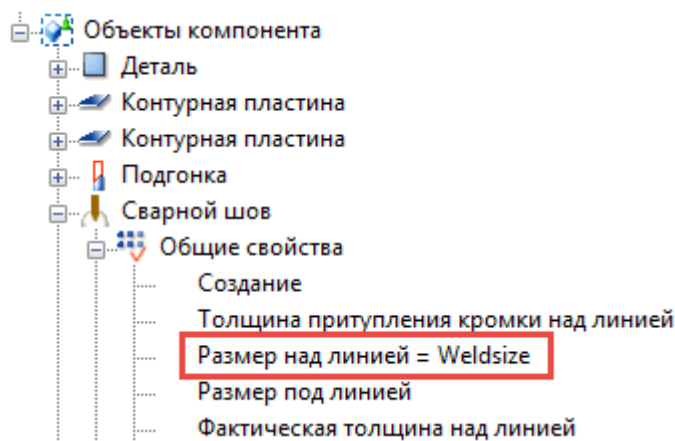 Объекты компонента
Деталь
Контурная пластина
Контурная пластина
Подгонка
Сварной шов
Общие свойства
Создание
Толщина притупления кромки над линией
Размер над линией = Weldsize
Размер под линией
Фактическая толщина над линией